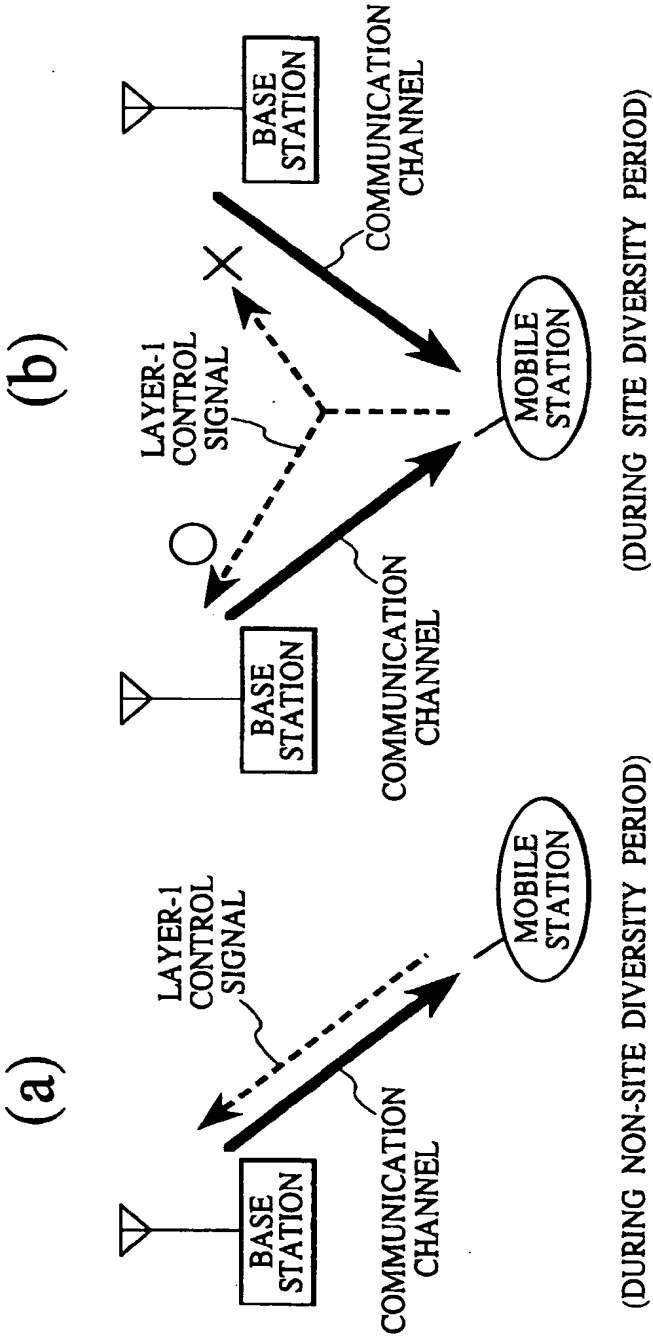 (a)
LAYER-1
CONTROL
SIGNAL
BASE
STATION
COMMUNICATION
CHANNEL
MOBILE
STATION
(DURING NON-SITE DIVERSITY PERIOD)
(b)
LAYER-1
CONTROL
SIGNAL
BASE
STATION
BASE
STATION
COMMUNICATION
CHANNEL
COMMUNICATION
CHANNEL
MOBILE
STATION
(DURING SITE DIVERSITY PERIOD)